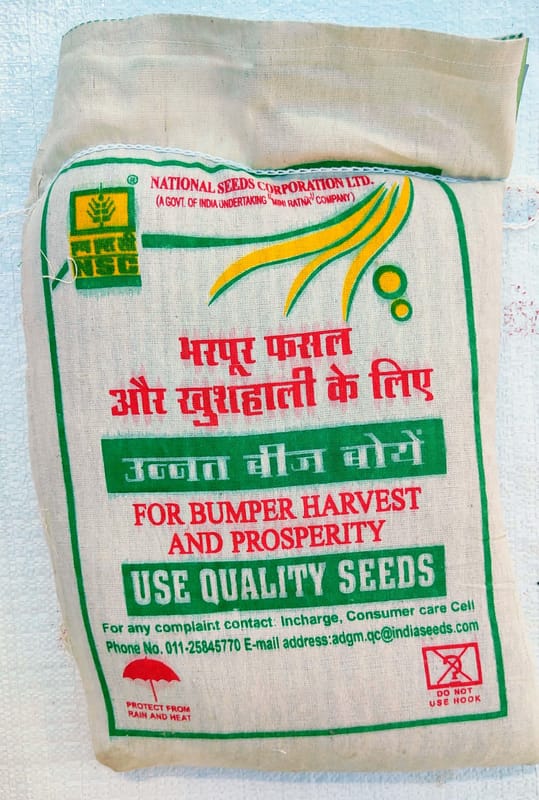 ®
NATIONAL SEEDS CORPORATION LTD.
(A GOVT. OF INDIA UNDERTAKING "MINI RATNA" COMPANY)
एन एस सी
NSC
भरपूर फसल
और खुशहाली के लिए
उन्नत बीज बोयें
FOR BUMPER HARVEST
AND PROSPERITY
USE QUALITY SEEDS
For any complaint contact: Incharge, Consumer care Cell
Phone No. 011-25845770 E-mail address:adgm.qc@indiaseeds.com
PROTECT FROM
RAIN AND HEAT
DO NOT
USE HOOK